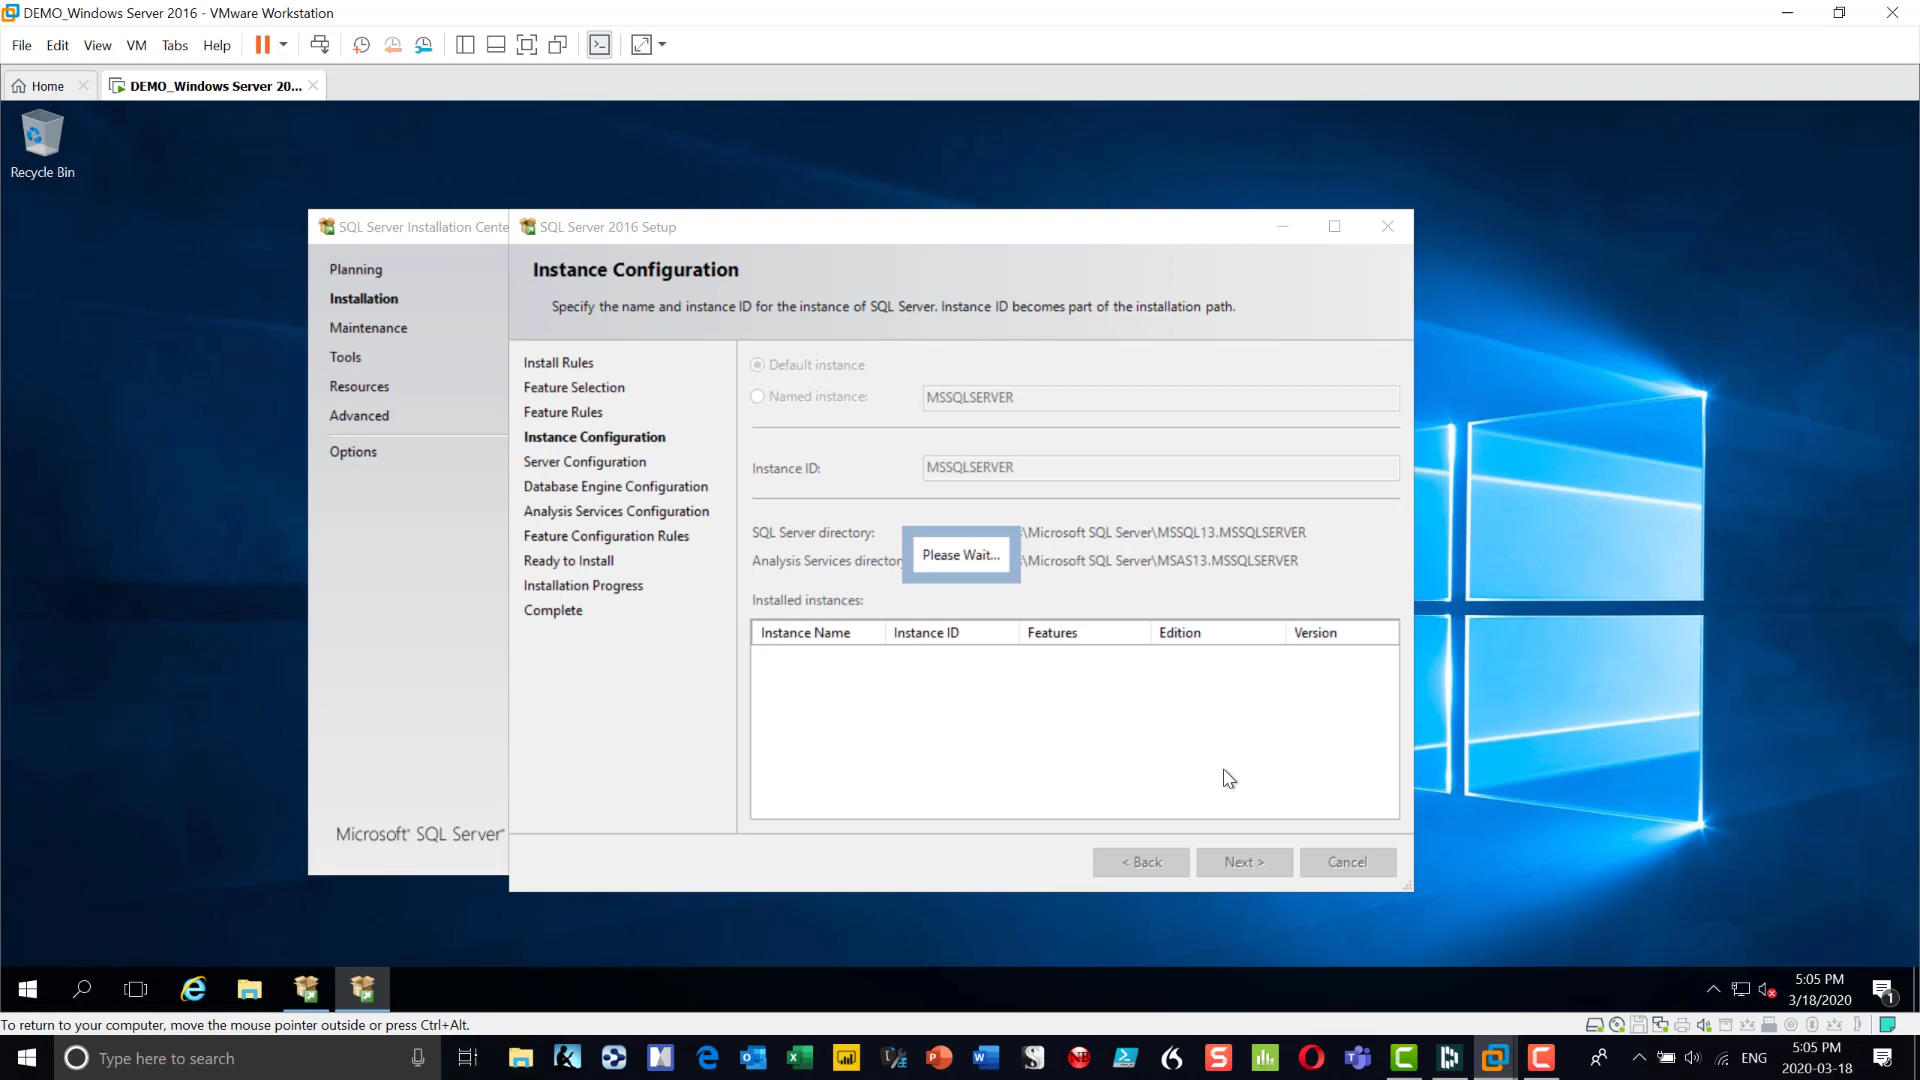 DEMO_Windows Server 2016 - VMware Workstation
File Edit View VM Tabs Help
Home
DEMO_Windows Server 20...
Recycle Bin
SQL Server Installation Cente
Planning
Installation
Maintenance
Tools
Resources
Advanced
Options
Microsoft SQL Server
SQL Server 2016 Setup
Instance Configuration
Specify the name and instance ID for the instance of SQL Server. Instance ID becomes part of the installation path.
Install Rules
Feature Selection
Feature Rules
Instance Configuration
Server Configuration
Database Engine Configuration
Analysis Services Configuration
Feature Configuration Rules
Ready to Install
Installation Progress
Complete
Default instance
Named instance: MSSQLSERVER
Instance ID: MSSQLSERVER
SQL Server directory: \Microsoft SQL Server\MSSQL13.MSSQLSERVER
Analysis Services director \Microsoft SQL Server\MSAS13.MSSQLSERVER
Please Wait...
Installed instances:
Instance Name Instance ID Features Edition Version
< Back Next > Cancel
5:05 PM
3/18/2020
1
To return to your computer, move the mouse pointer outside or press Ctrl+Alt.
Type here to search
ENG
5:05 PM
2020-03-18